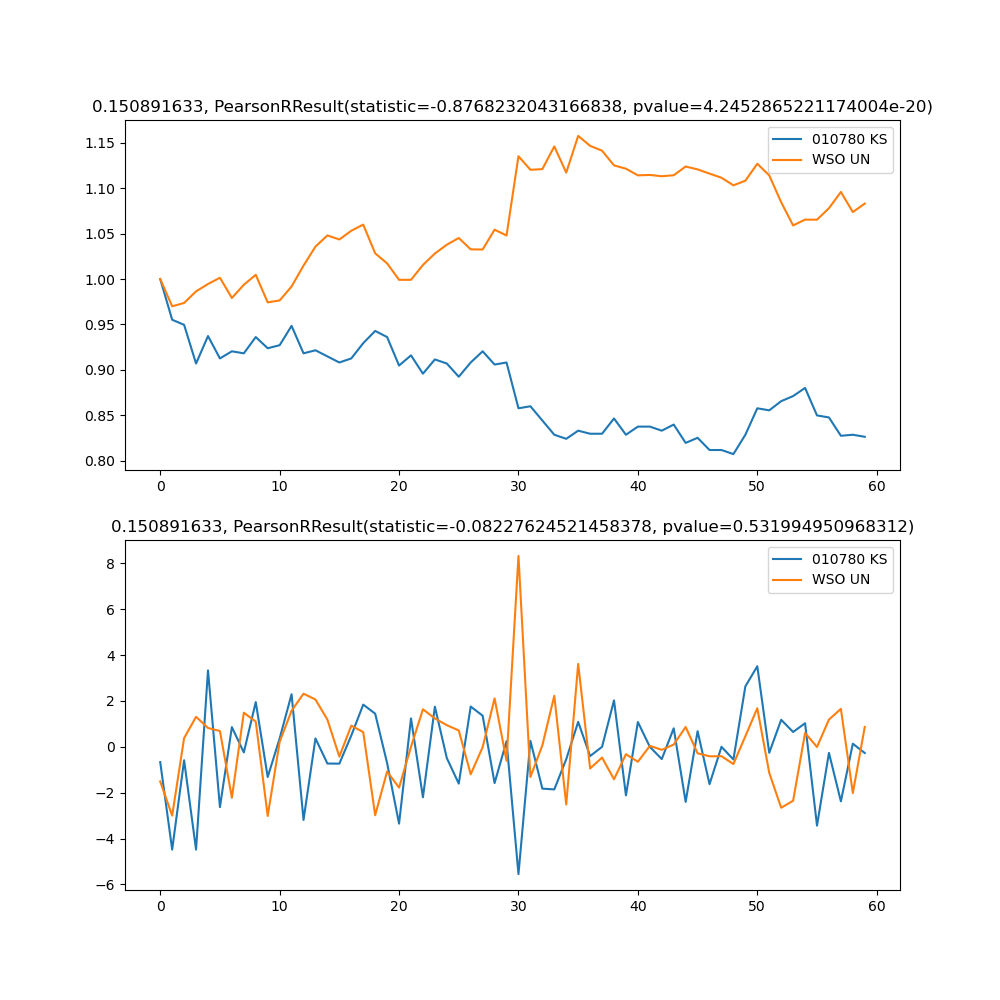 0.150891633, PearsonRResult(statistic=-0.8768232043166838, pvalue=4.2452865221174004e-20)
010780 KS
WSO UN
1.15
1.10
1.05
1.00
0.95
0.90
0.85
0.80
0 10 20 30 40 50 60
0.150891633, PearsonRResult(statistic=-0.08227624521458378, pvalue=0.531994950968312)
010780 KS
WSO UN
8
6
4
2
0
−2
−4
−6
0 10 20 30 40 50 60